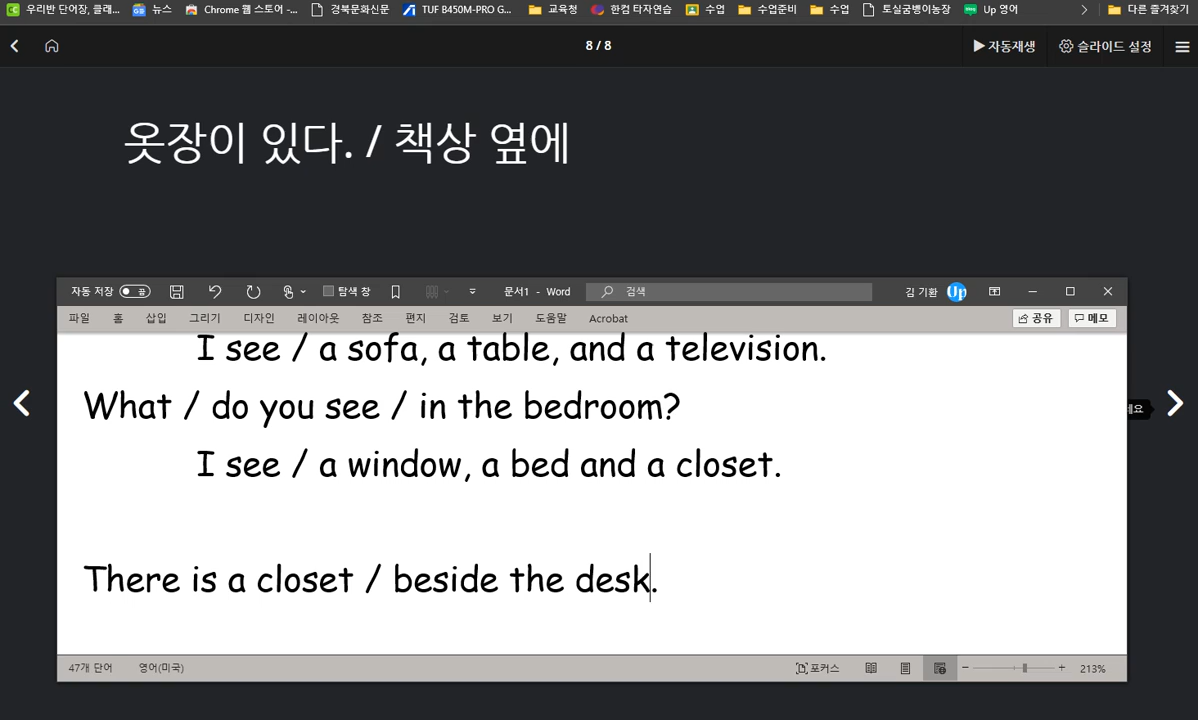 우리반 단어장, 클래... 뉴스 Chrome 웹 스토어 -... 경북문화신문 TUF B450M-PRO G... 교육청 한컴 타자연습 수업 수업준비 수업 토실굼벵이농장 Up 영어 다른 즐겨찾기
8 / 8 자동재생 슬라이드 설정
옷장이 있다. / 책상 옆에
자동 저장 끔 탐색 창 문서1 - Word 검색 김 기환 Up
파일 홈 삽입 그리기 디자인 레이아웃 참조 편지 검토 보기 도움말 Acrobat 공유 메모
I see / a sofa, a table, and a television.
What / do you see / in the bedroom?
I see / a window, a bed and a closet.
There is a closet / beside the desk.
47개 단어 영어(미국) 포커스 213%